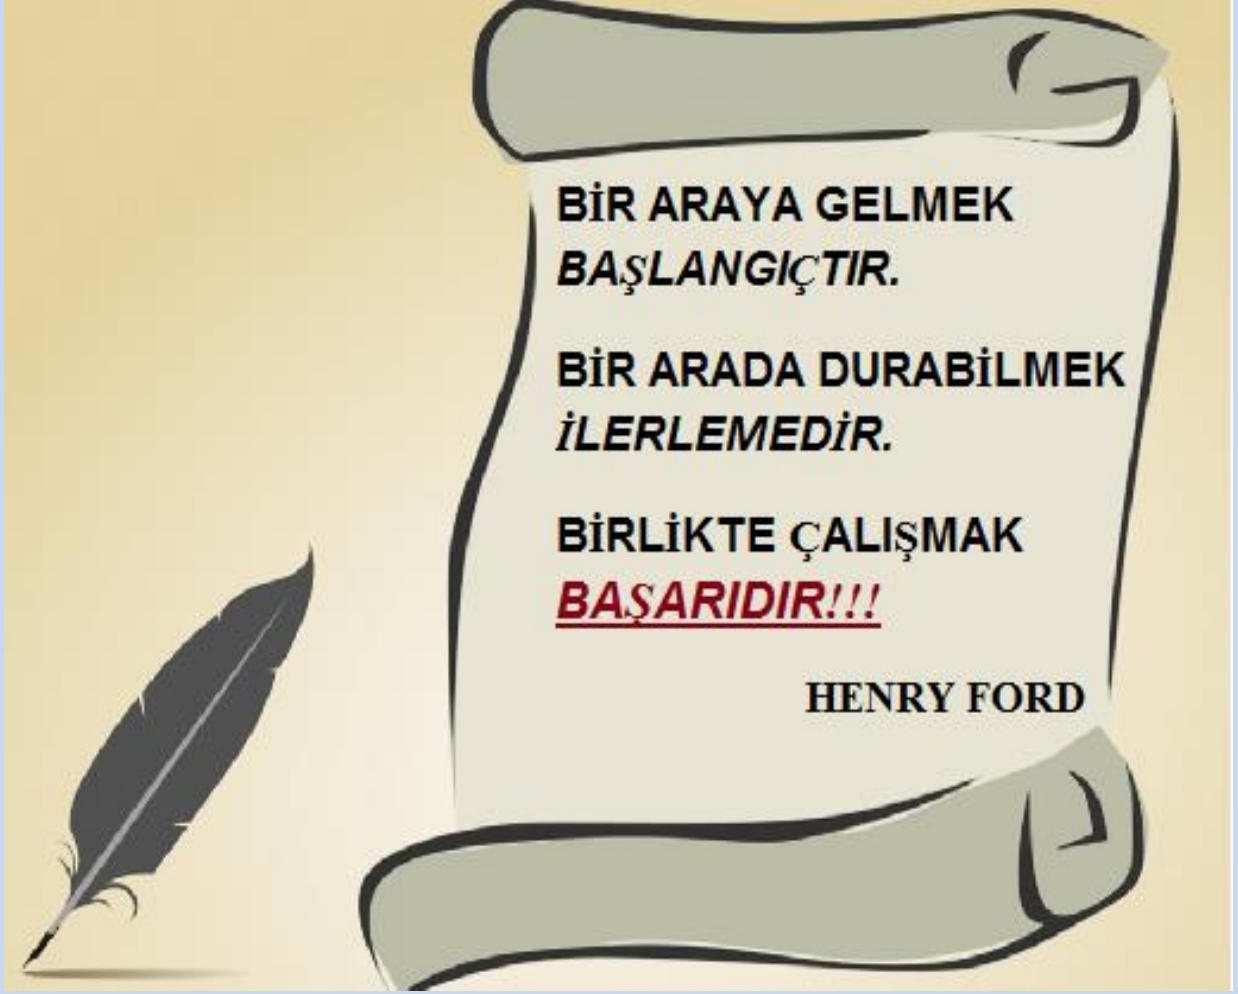 BİR ARAYA GELMEK
BAŞLANGIÇTIR.
BİR ARADA DURABİLMEK
İLERLEMEDİR.
BİRLİKTE ÇALIŞMAK
BAŞARIDIR!!!
HENRY FORD